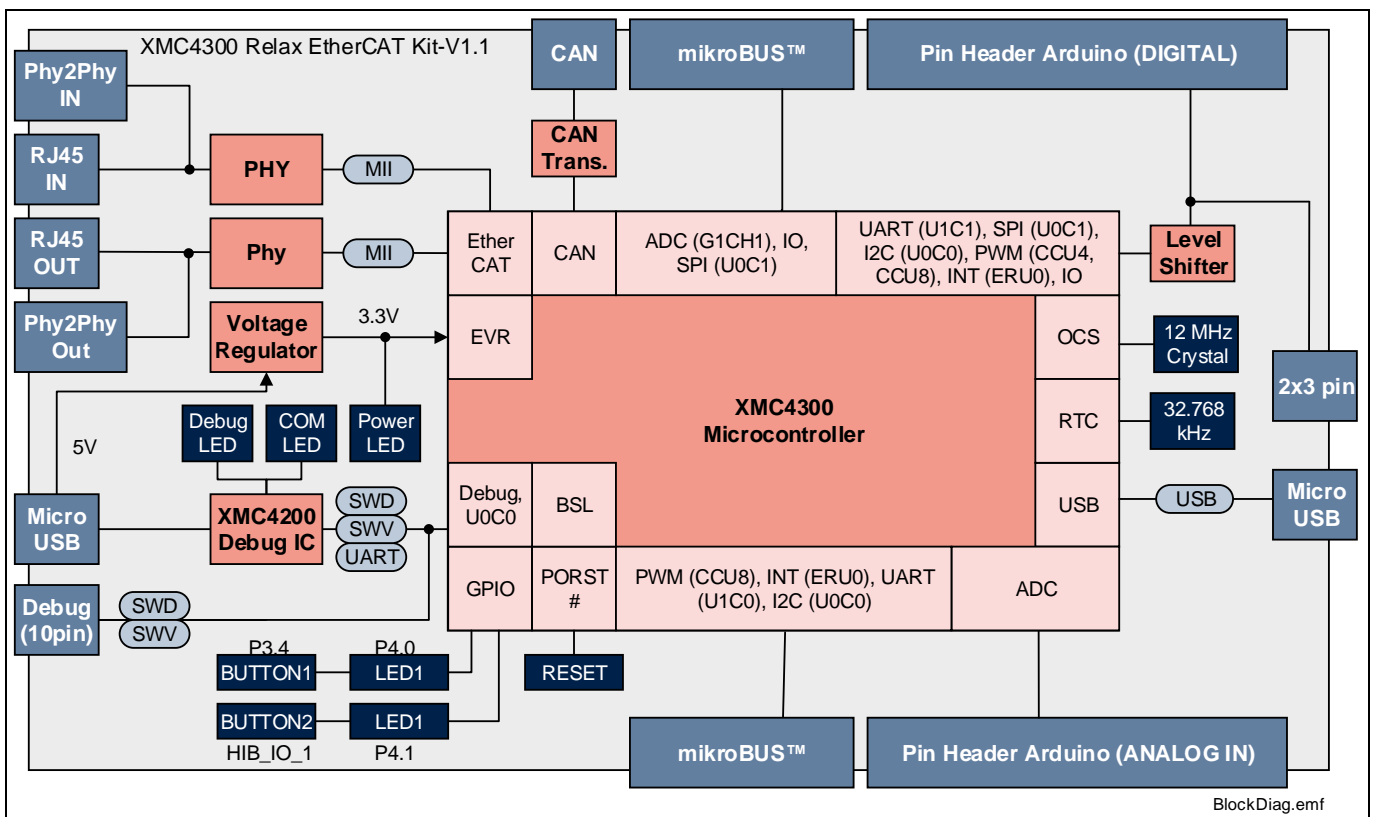 XMC4300 Relax EtherCAT Kit-V1.1
CAN
mikroBUS™
Pin Header Arduino (DIGITAL)
Phy2Phy
IN
RJ45
IN
PHY
MII
CAN
Trans.
RJ45
OUT
Phy
MII
Ether
CAT
CAN
ADC (G1CH1), IO,
SPI (U0C1)
UART (U1C1), SPI (U0C1),
I2C (U0C0), PWM (CCU4,
CCU8), INT (ERU0), IO
Level
Shifter
Phy2Phy
Out
Voltage
Regulator
3.3V
EVR
OCS
12 MHz
Crystal
2x3 pin
5V
Debug
LED
COM
LED
Power
LED
XMC4300
Microcontroller
RTC
32.768
kHz
Micro
USB
XMC4200
Debug IC
SWD
SWV
UART
Debug,
U0C0
BSL
USB
USB
Micro
USB
Debug
(10pin)
SWD
SWV
GPIO
PORST
#
PWM (CCU8), INT (ERU0), UART
(U1C0), I2C (U0C0)
ADC
P3.4
P4.0
BUTTON1
LED1
RESET
BUTTON2
LED1
HIB_IO_1
P4.1
mikroBUS™
Pin Header Arduino (ANALOG IN)
BlockDiag.emf